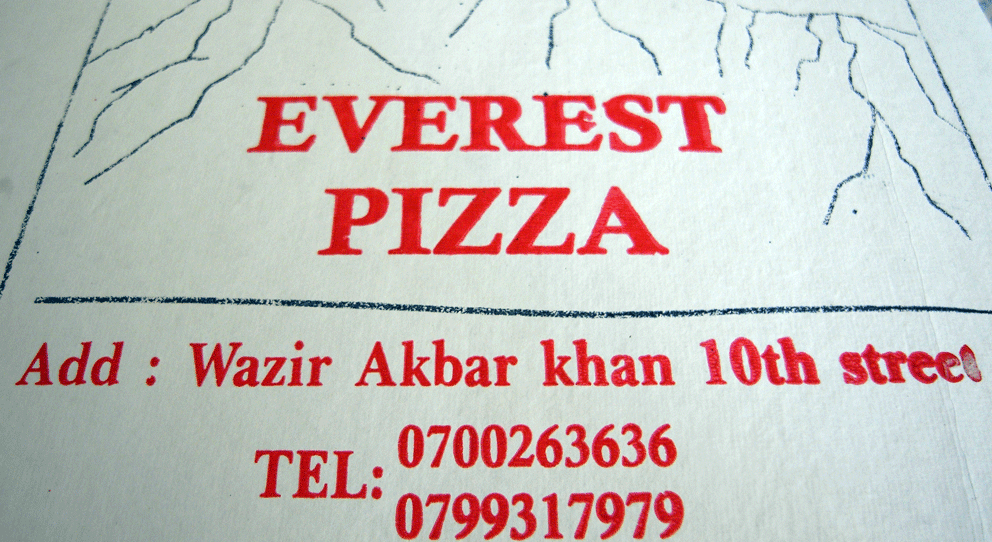 EVEREST
PIZZA
Add : Wazir Akbar khan 10th street
TEL: 0700263636
0799317979